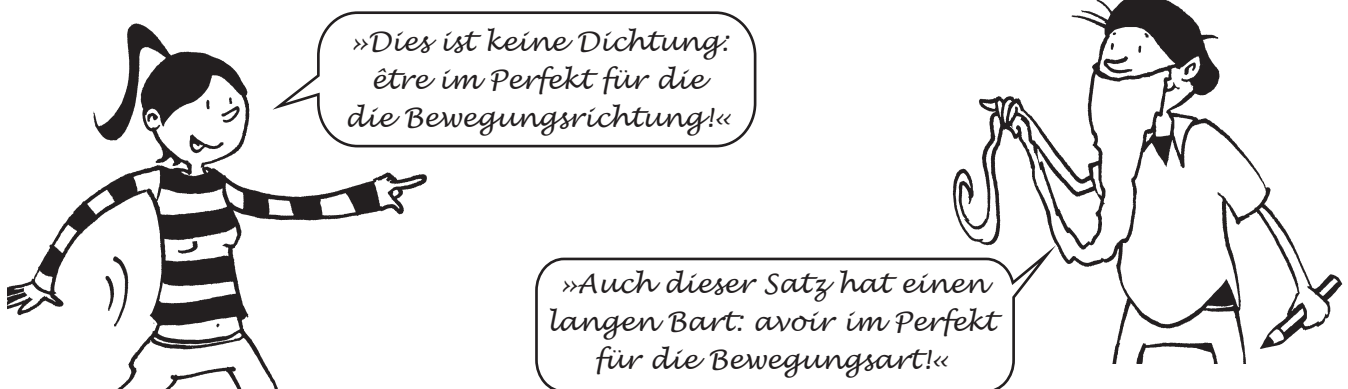 »Dies ist keine Dichtung:
être im Perfekt für die
die Bewegungsrichtung!«
»Auch dieser Satz hat einen
langen Bart: avoir im Perfekt
für die Bewegungsart!«